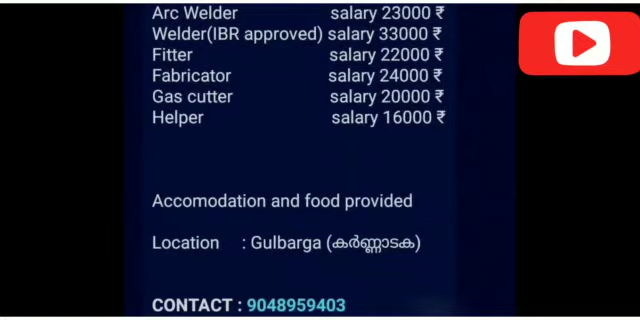 Arc Welder salary 23000 ₹
Welder(IBR approved) salary 33000 ₹
Fitter salary 22000 ₹
Fabricator salary 24000 ₹
Gas cutter salary 20000 ₹
Helper salary 16000 ₹
Accomodation and food provided
Location : Gulbarga (കർണ്ണാടക)
CONTACT : 9048959403